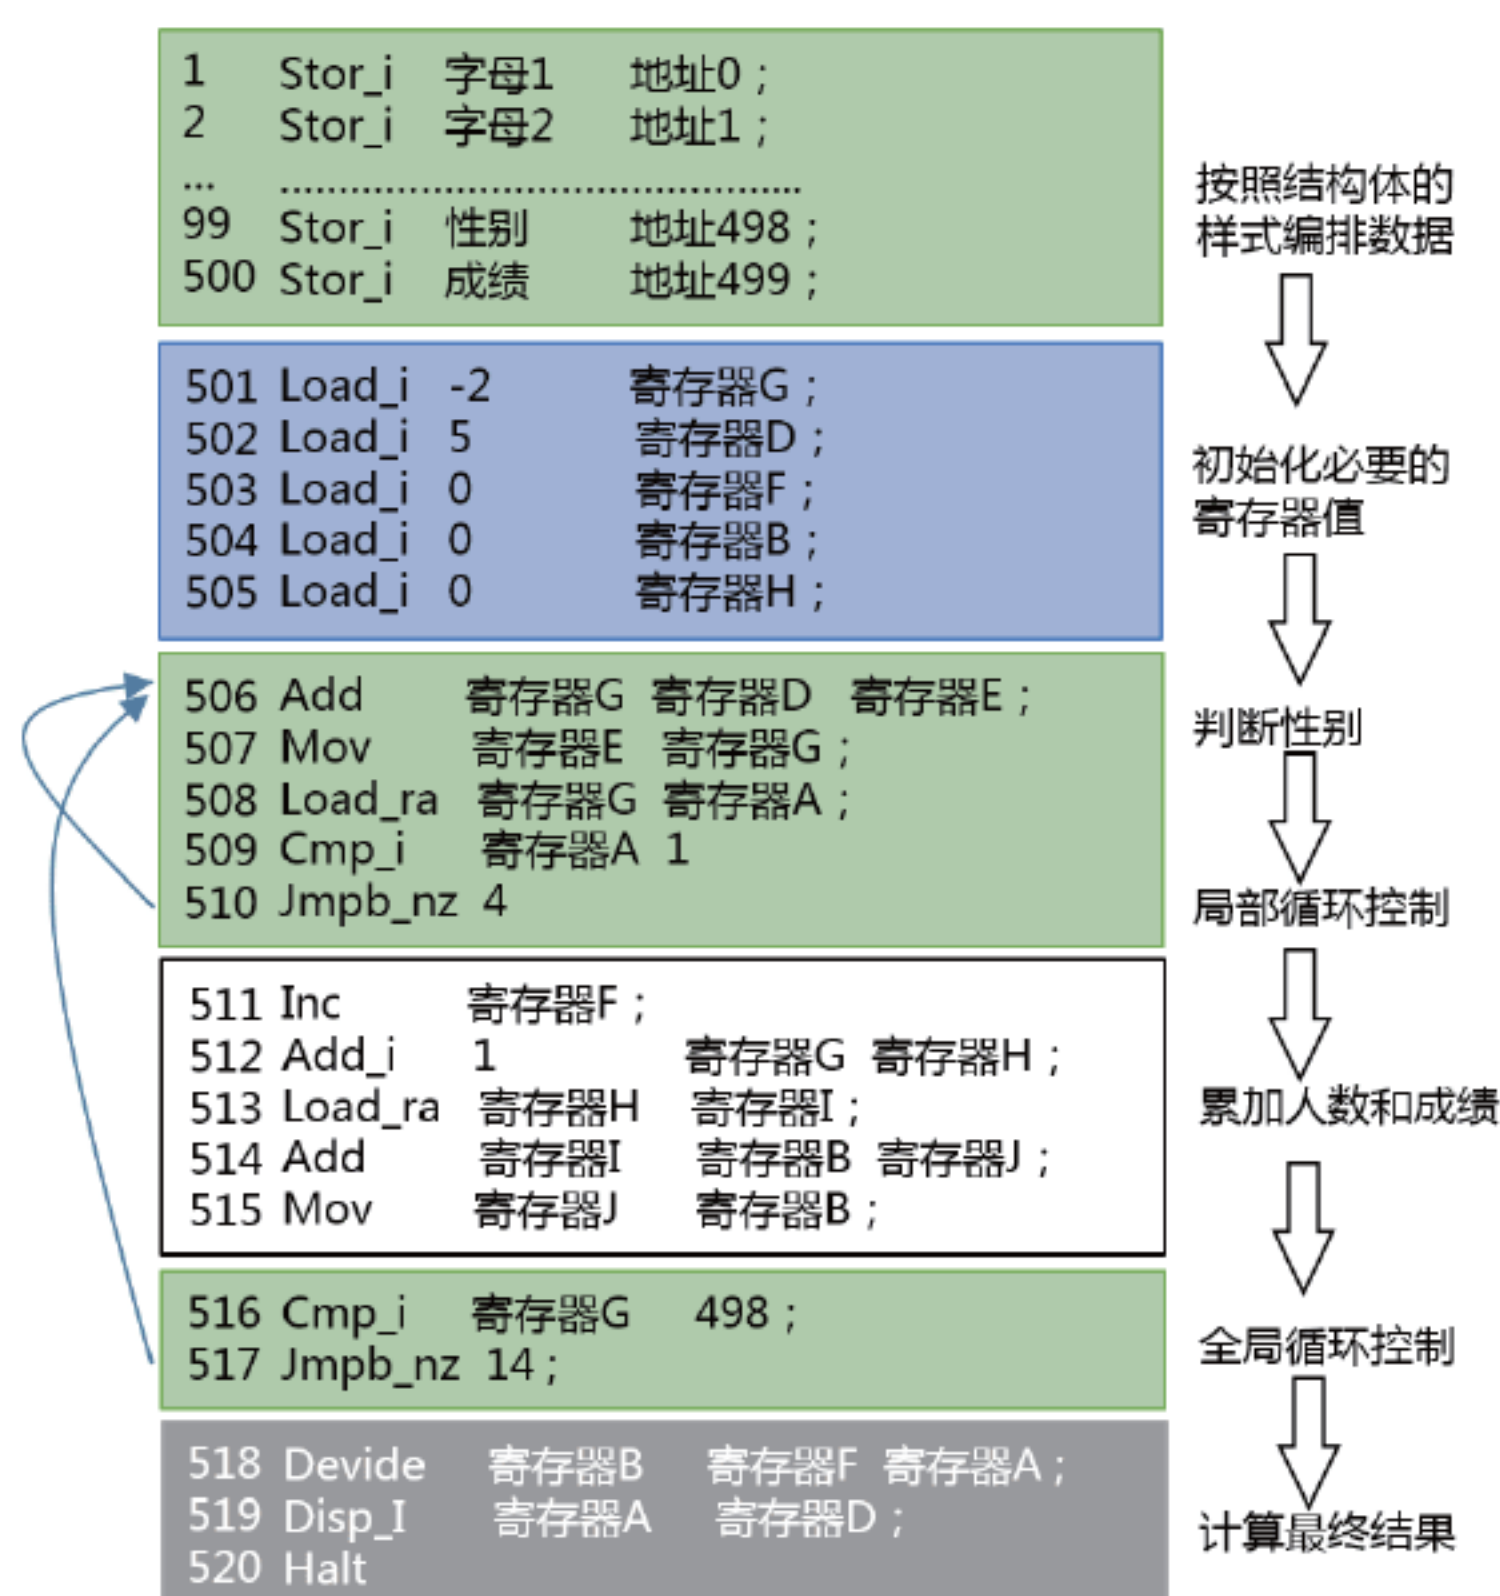 1 Stor_i 字母1 地址0；
2 Stor_i 字母2 地址1；
... ................................................
99 Stor_i 性别 地址498；
500 Stor_i 成绩 地址499；
按照结构体的
样式编排数据
501 Load_i -2 寄存器G；
502 Load_i 5 寄存器D；
503 Load_i 0 寄存器F；
504 Load_i 0 寄存器B；
505 Load_i 0 寄存器H；
初始化必要的
寄存器值
506 Add 寄存器G 寄存器D 寄存器E；
507 Mov 寄存器E 寄存器G；
508 Load_ra 寄存器G 寄存器A；
509 Cmp_i 寄存器A 1
510 Jmpb_nz 4
判断性别
局部循环控制
511 Inc 寄存器F；
512 Add_i 1 寄存器G 寄存器H；
513 Load_ra 寄存器H 寄存器I；
514 Add 寄存器I 寄存器B 寄存器J；
515 Mov 寄存器J 寄存器B；
累加人数和成绩
516 Cmp_i 寄存器G 498；
517 Jmpb_nz 14；
全局循环控制
518 Devide 寄存器B 寄存器F 寄存器A；
519 Disp_I 寄存器A 寄存器D；
520 Halt
计算最终结果